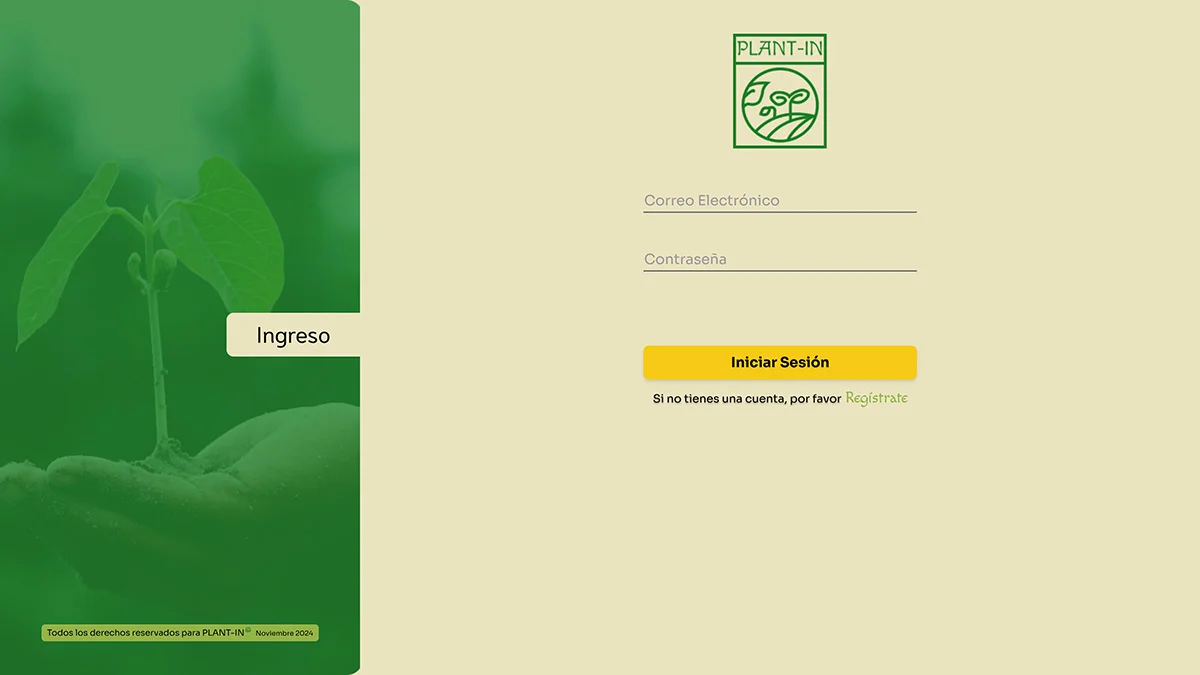 PLANT-IN
Correo Electrónico
Contraseña
Ingreso
Iniciar Sesión
Si no tienes una cuenta, por favor Regístrate
Todos los derechos reservados para PLANT-IN© Noviembre 2024